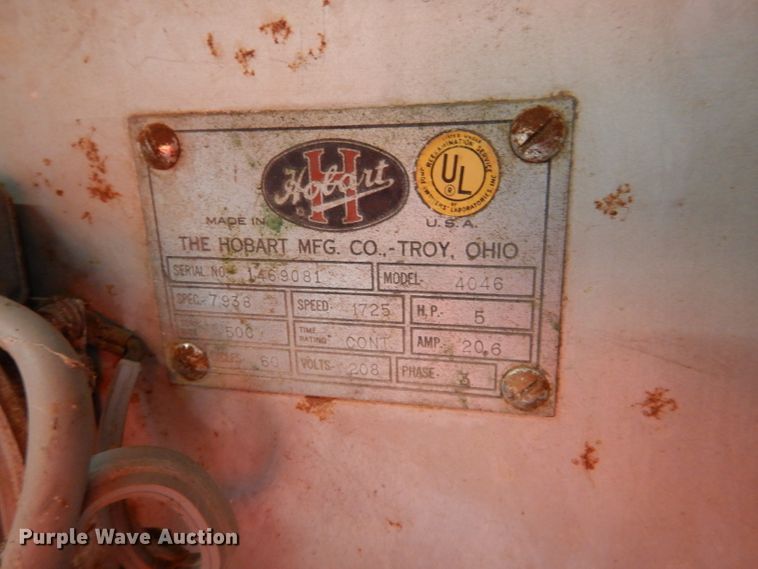 Hobart
H
UL
MADE IN
U.S.A.
THE HOBART MFG. CO.,-TROY, OHIO
SERIAL NO. 1469081 MODEL- 4046
SPEC.- 7936 SPEED- 1725 H.P.- 5
500 TIME RATING CONT AMP.- 20.6
60 VOLTS- 208 PHASE- 3
Purple Wave Auction